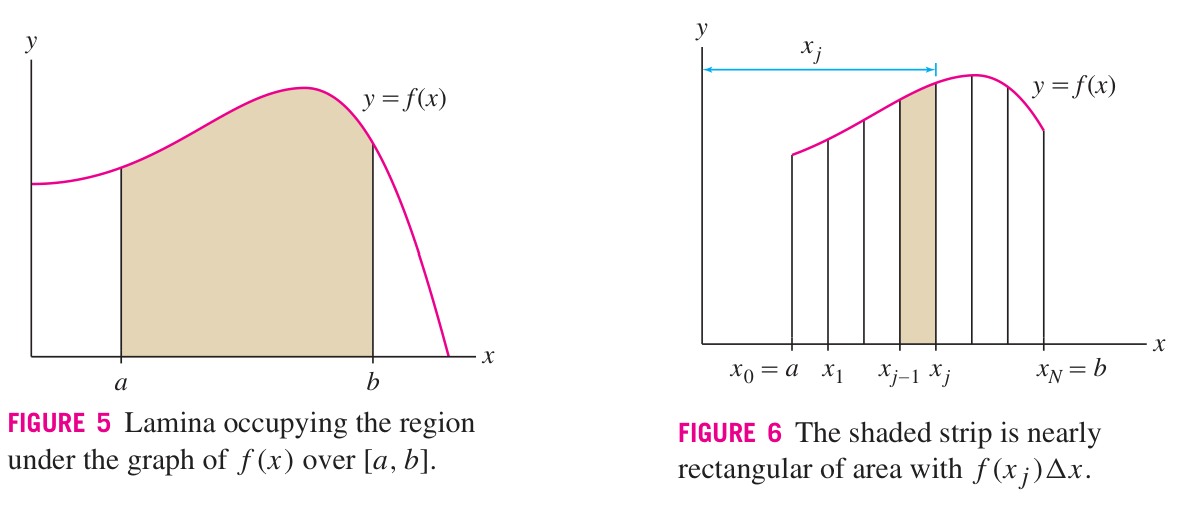 y
y = f(x)
x
a
b
FIGURE 5 Lamina occupying the region
under the graph of f(x) over [a, b].
y
x_j
y = f(x)
x
x_0 = a x_1 x_{j−1} x_j x_N = b
FIGURE 6 The shaded strip is nearly
rectangular of area with f(x_j)Δx.